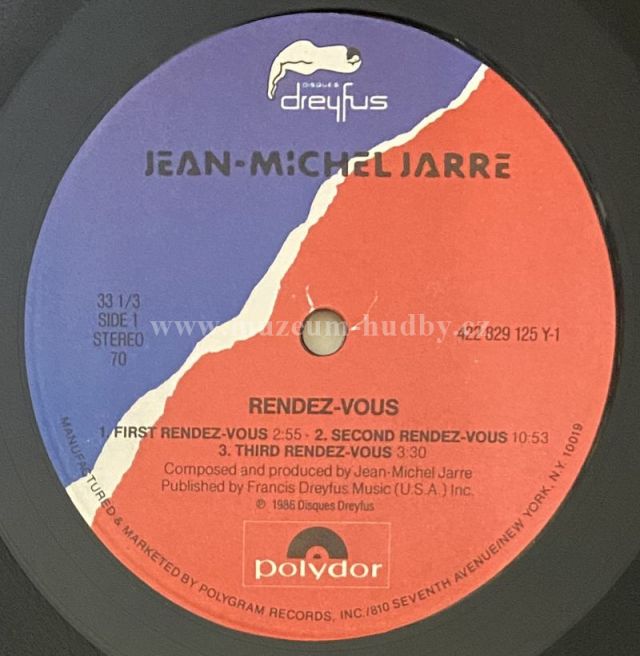 DISQUES
dreyfus
JEAN-MICHEL JARRE
33 1/3
SIDE 1
STEREO
70
422 829 125 Y-1
www.muzeum-hudby.cz
RENDEZ-VOUS
1. FIRST RENDEZ-VOUS 2:55 · 2. SECOND RENDEZ-VOUS 10:53
3. THIRD RENDEZ-VOUS 3:30
Composed and produced by Jean-Michel Jarre
Published by Francis Dreyfus Music (U.S.A.) Inc.
℗ 1986 Disques Dreyfus
polydor
MANUFACTURED & MARKETED BY POLYGRAM RECORDS, INC./810 SEVENTH AVENUE/NEW YORK, N.Y. 10019